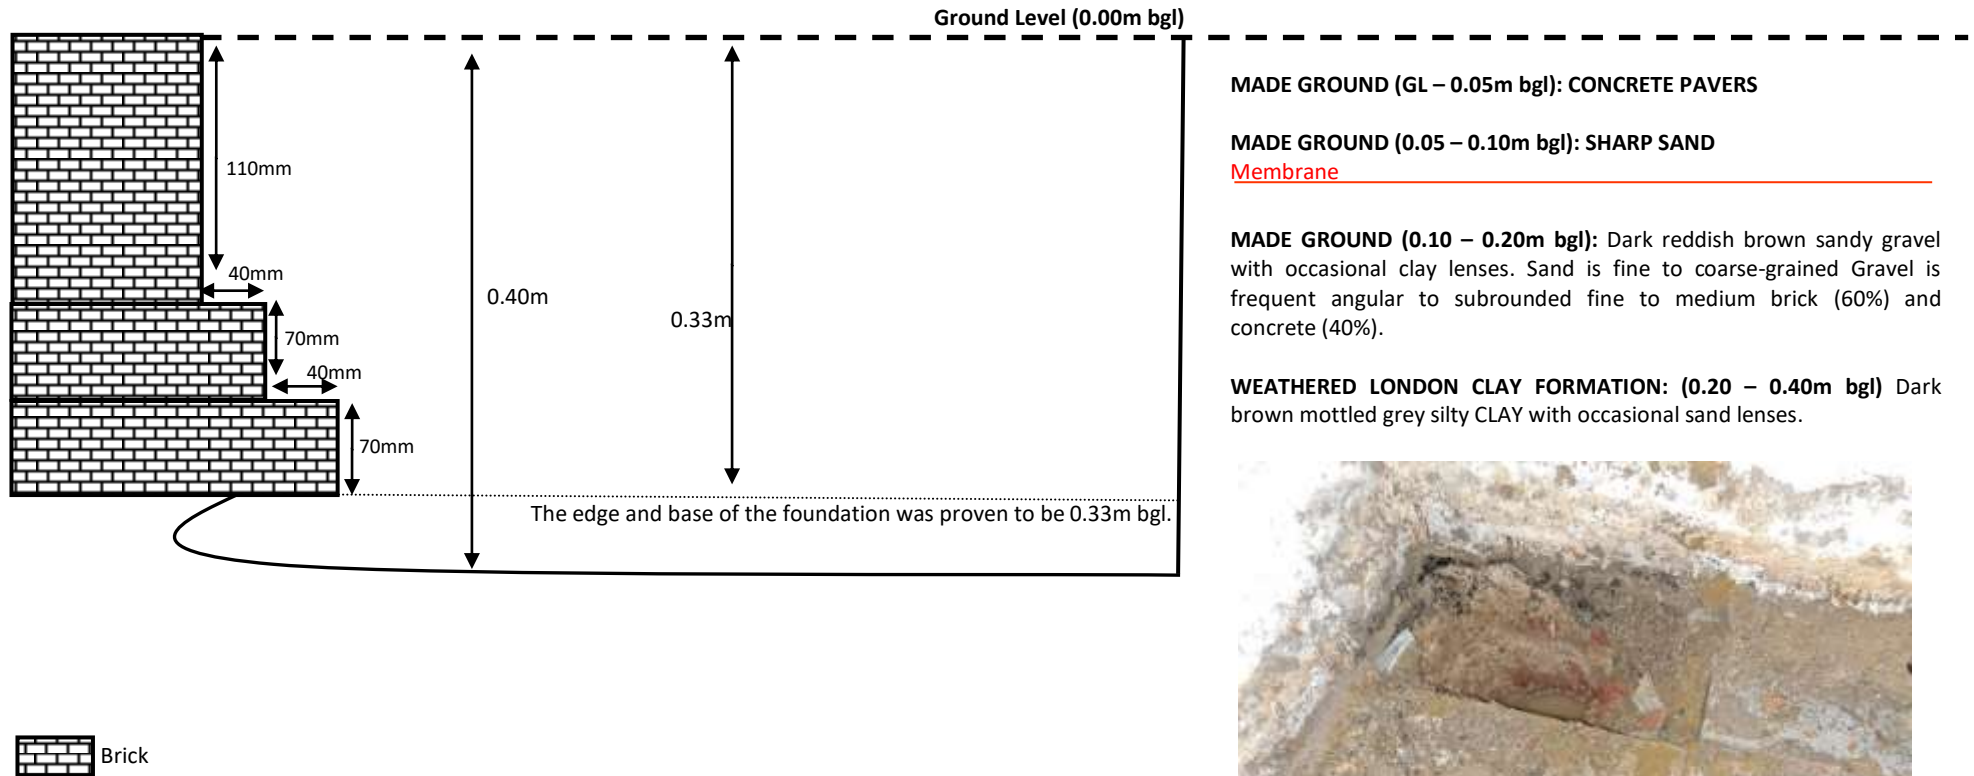 Ground Level (0.00m bgl)
110mm
40mm
70mm
40mm
70mm
0.40m
0.33m
The edge and base of the foundation was proven to be 0.33m bgl.
Brick
MADE GROUND (GL – 0.05m bgl): CONCRETE PAVERS
MADE GROUND (0.05 – 0.10m bgl): SHARP SAND
Membrane
MADE GROUND (0.10 – 0.20m bgl): Dark reddish brown sandy gravel
with occasional clay lenses. Sand is fine to coarse-grained Gravel is
frequent angular to subrounded fine to medium brick (60%) and
concrete (40%).
WEATHERED LONDON CLAY FORMATION: (0.20 – 0.40m bgl) Dark
brown mottled grey silty CLAY with occasional sand lenses.